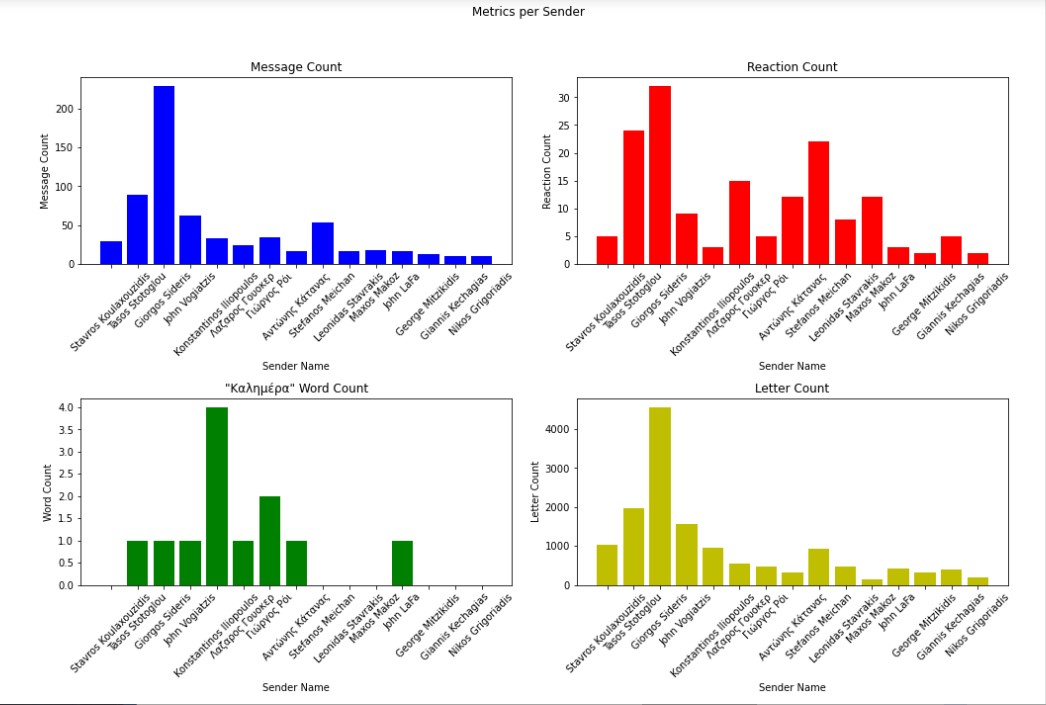 Metrics per Sender
Message Count
Message Count
200
150
100
50
0
Stavros Koulaxouzidis
Tasos Stotoglou
Giorgos Sideris
John Vogiatzis
Konstantinos Iliopoulos
Λαζαρος Γουοκερ
Γιώργος Ρόι
Αντώνης Κάτανας
Stefanos Meichan
Leonidas Stavrakis
Maxos Makoz
John LaFa
George Mitzikidis
Giannis Kechagias
Nikos Grigoriadis
Sender Name
Reaction Count
Reaction Count
30
25
20
15
10
5
0
Stavros Koulaxouzidis
Tasos Stotoglou
Giorgos Sideris
John Vogiatzis
Konstantinos Iliopoulos
Λαζαρος Γουοκερ
Γιώργος Ρόι
Αντώνης Κάτανας
Stefanos Meichan
Leonidas Stavrakis
Maxos Makoz
John LaFa
George Mitzikidis
Giannis Kechagias
Nikos Grigoriadis
Sender Name
"Καλημέρα" Word Count
Word Count
4.0
3.5
3.0
2.5
2.0
1.5
1.0
0.5
0.0
Stavros Koulaxouzidis
Tasos Stotoglou
Giorgos Sideris
John Vogiatzis
Konstantinos Iliopoulos
Λαζαρος Γουοκερ
Γιώργος Ρόι
Αντώνης Κάτανας
Stefanos Meichan
Leonidas Stavrakis
Maxos Makoz
John LaFa
George Mitzikidis
Giannis Kechagias
Nikos Grigoriadis
Sender Name
Letter Count
Letter Count
4000
3000
2000
1000
0
Stavros Koulaxouzidis
Tasos Stotoglou
Giorgos Sideris
John Vogiatzis
Konstantinos Iliopoulos
Λαζαρος Γουοκερ
Γιώργος Ρόι
Αντώνης Κάτανας
Stefanos Meichan
Leonidas Stavrakis
Maxos Makoz
John LaFa
George Mitzikidis
Giannis Kechagias
Nikos Grigoriadis
Sender Name